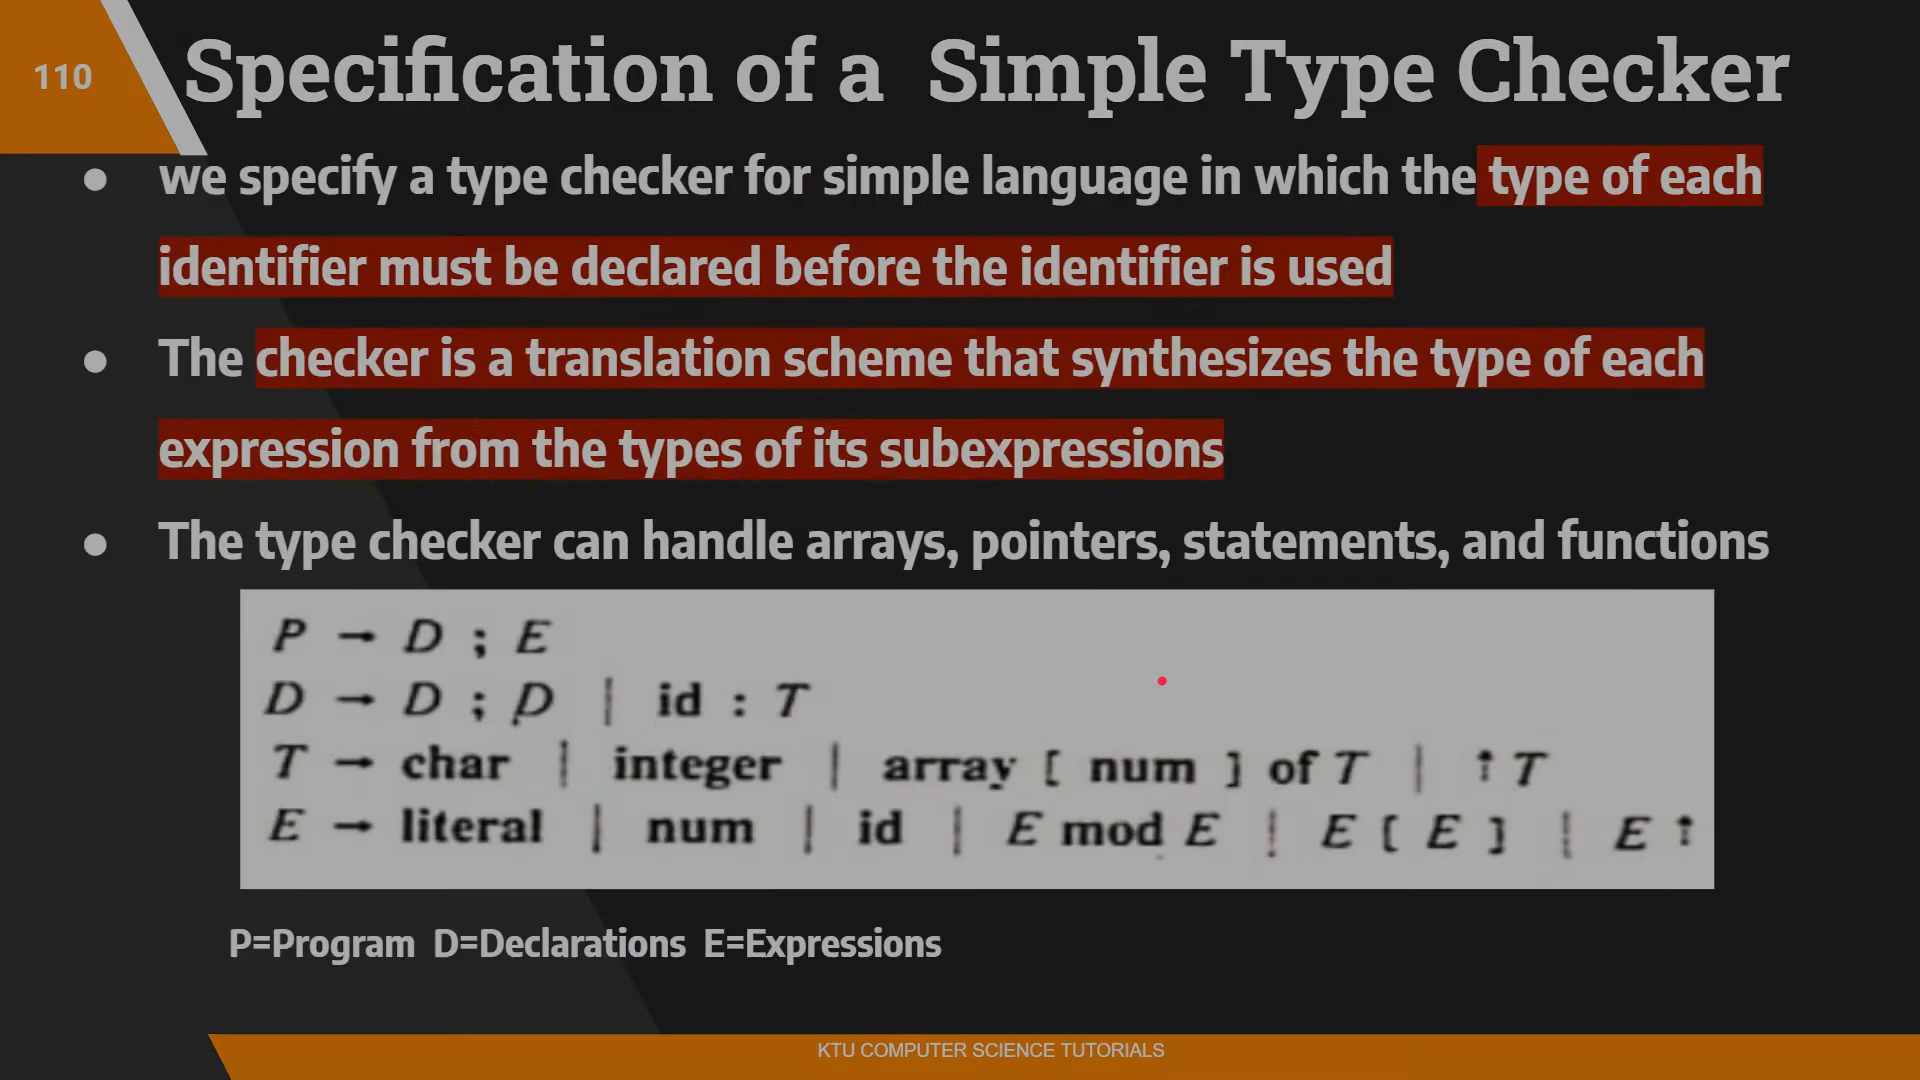 110
Specification of a Simple Type Checker
● we specify a type checker for simple language in which the type of each
identifier must be declared before the identifier is used
● The checker is a translation scheme that synthesizes the type of each
expression from the types of its subexpressions
● The type checker can handle arrays, pointers, statements, and functions
P → D ; E
D → D ; D | id : T
T → char | integer | array [ num ] of T | ↑ T
E → literal | num | id | E mod E | E [ E ] | E ↑
P=Program D=Declarations E=Expressions
KTU COMPUTER SCIENCE TUTORIALS